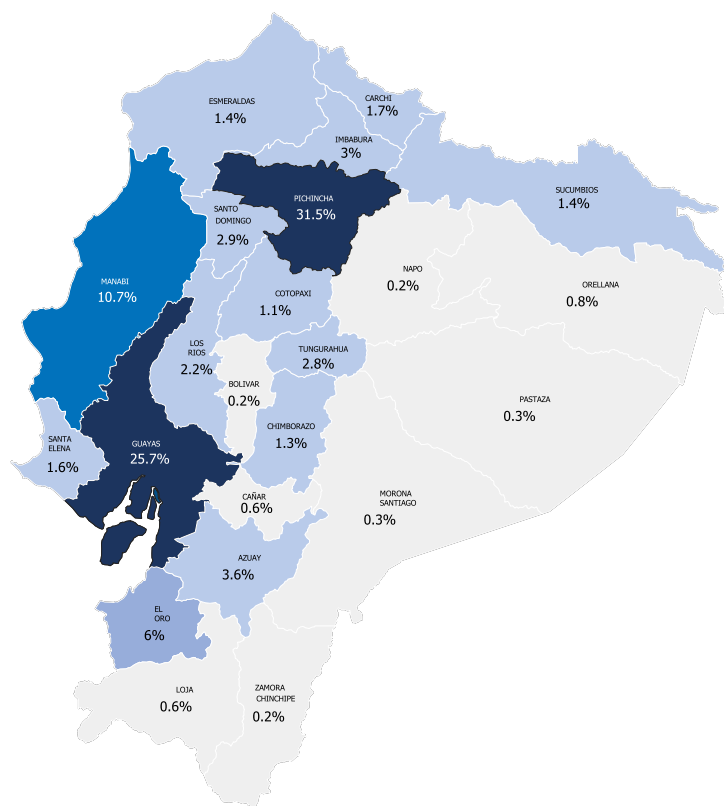 ESMERALDAS
1.4%
CARCHI
1.7%
IMBABURA
3%
SUCUMBIOS
1.4%
PICHINCHA
31.5%
SANTO
DOMINGO
2.9%
NAPO
0.2%
ORELLANA
0.8%
MANABI
10.7%
COTOPAXI
1.1%
LOS
RIOS
2.2%
TUNGURAHUA
2.8%
BOLIVAR
0.2%
PASTAZA
0.3%
CHIMBORAZO
1.3%
SANTA
ELENA
1.6%
GUAYAS
25.7%
CAÑAR
0.6%
MORONA
SANTIAGO
0.3%
AZUAY
3.6%
EL
ORO
6%
LOJA
0.6%
ZAMORA
CHINCHIPE
0.2%